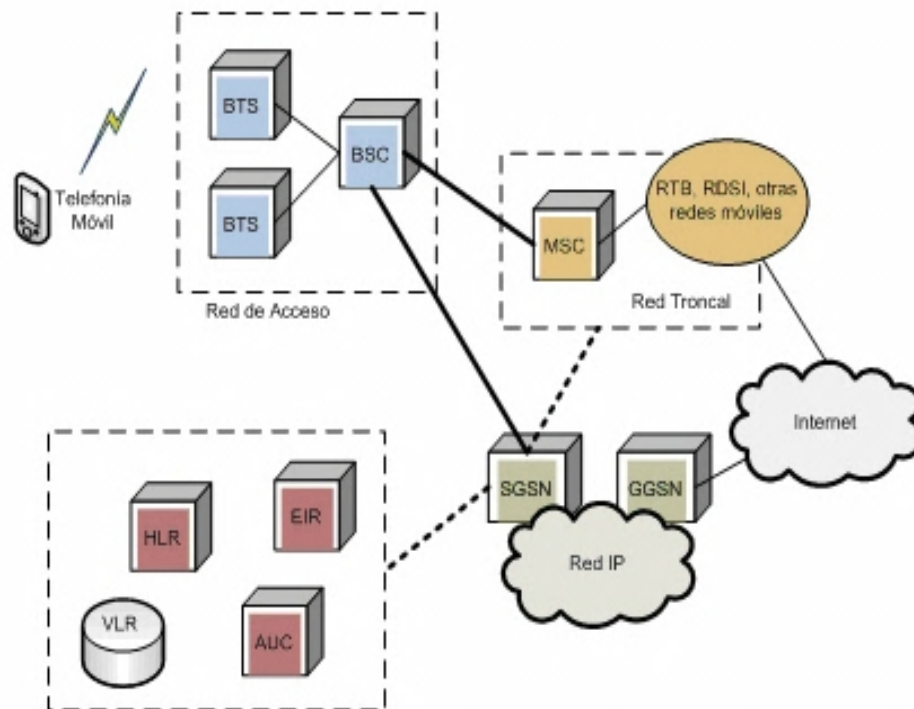 BTS
BSC
BTS
Telefonía
Móvil
Red de Acceso
RTB, RDSI, otras
redes móviles
MSC
Red Troncal
Internet
SGSN
GGSN
Red IP
HLR
EIR
VLR
AUC